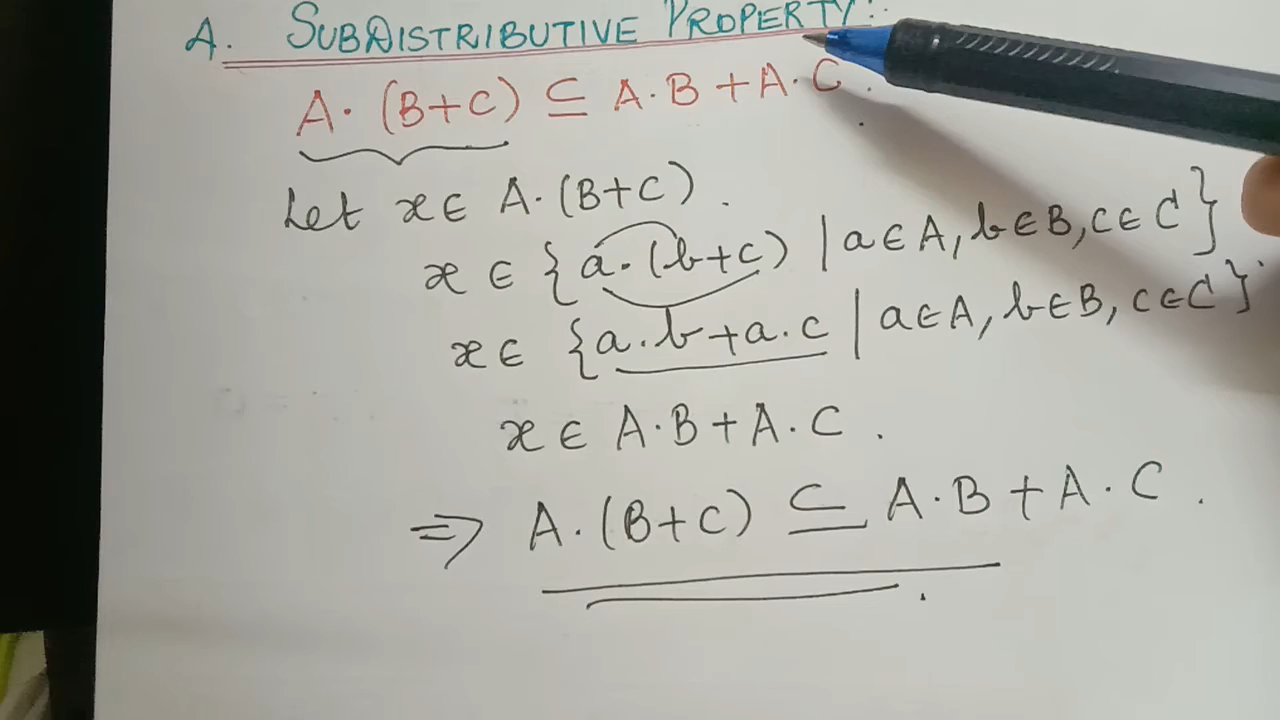 A. SUBDISTRIBUTIVE PROPERTY:
A. (B+C) ⊆ A.B + A.C.
Let x ∈ A.(B+C).
x ∈ {a.(b+c) | a∈A, b∈B, c∈C}
x ∈ {a.b+a.c | a∈A, b∈B, c∈C}
x ∈ A.B + A.C.
⇒ A.(B+C) ⊆ A.B + A.C.